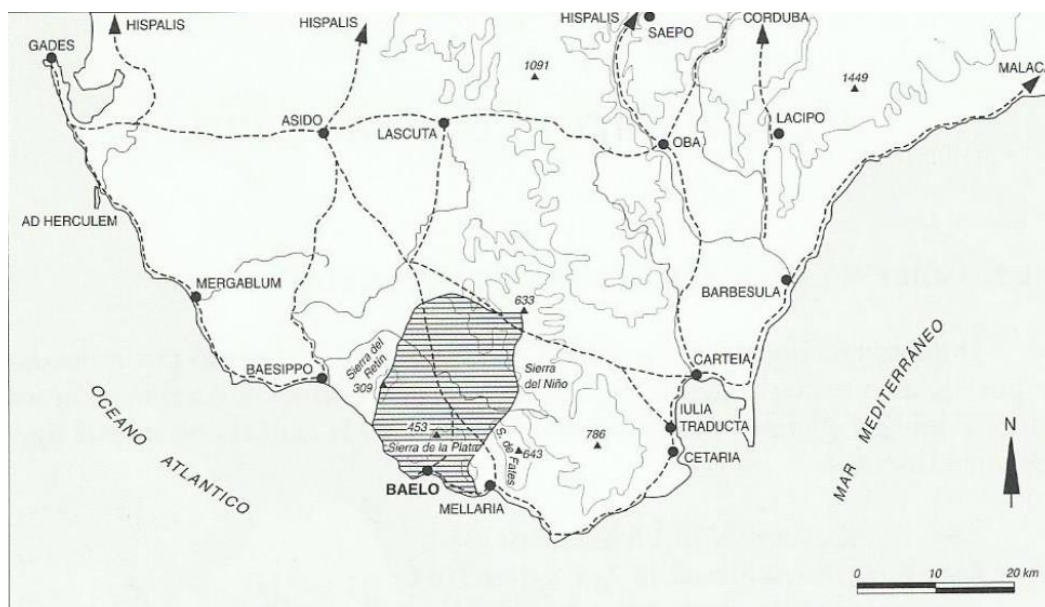 HISPALIS
HISPALIS
HISPALIS
CORDUBA
GADES
SAEPO
1091
1449
MALACA
ASIDO
LASCUTA
OBA
LACIPO
AD HERCULEM
MERGABLUM
633
BARBESULA
BAESIPPO
Sierra del
Retín
309
Sierra
del Niño
CARTEIA
OCEANO
ATLANTICO
MAR MEDITERRÁNEO
IULIA
TRADUCTA
453
Sierra de la Plata
S. de Fates
643
786
CETARIA
N
BAELO
MELLARIA
0 10 20 km